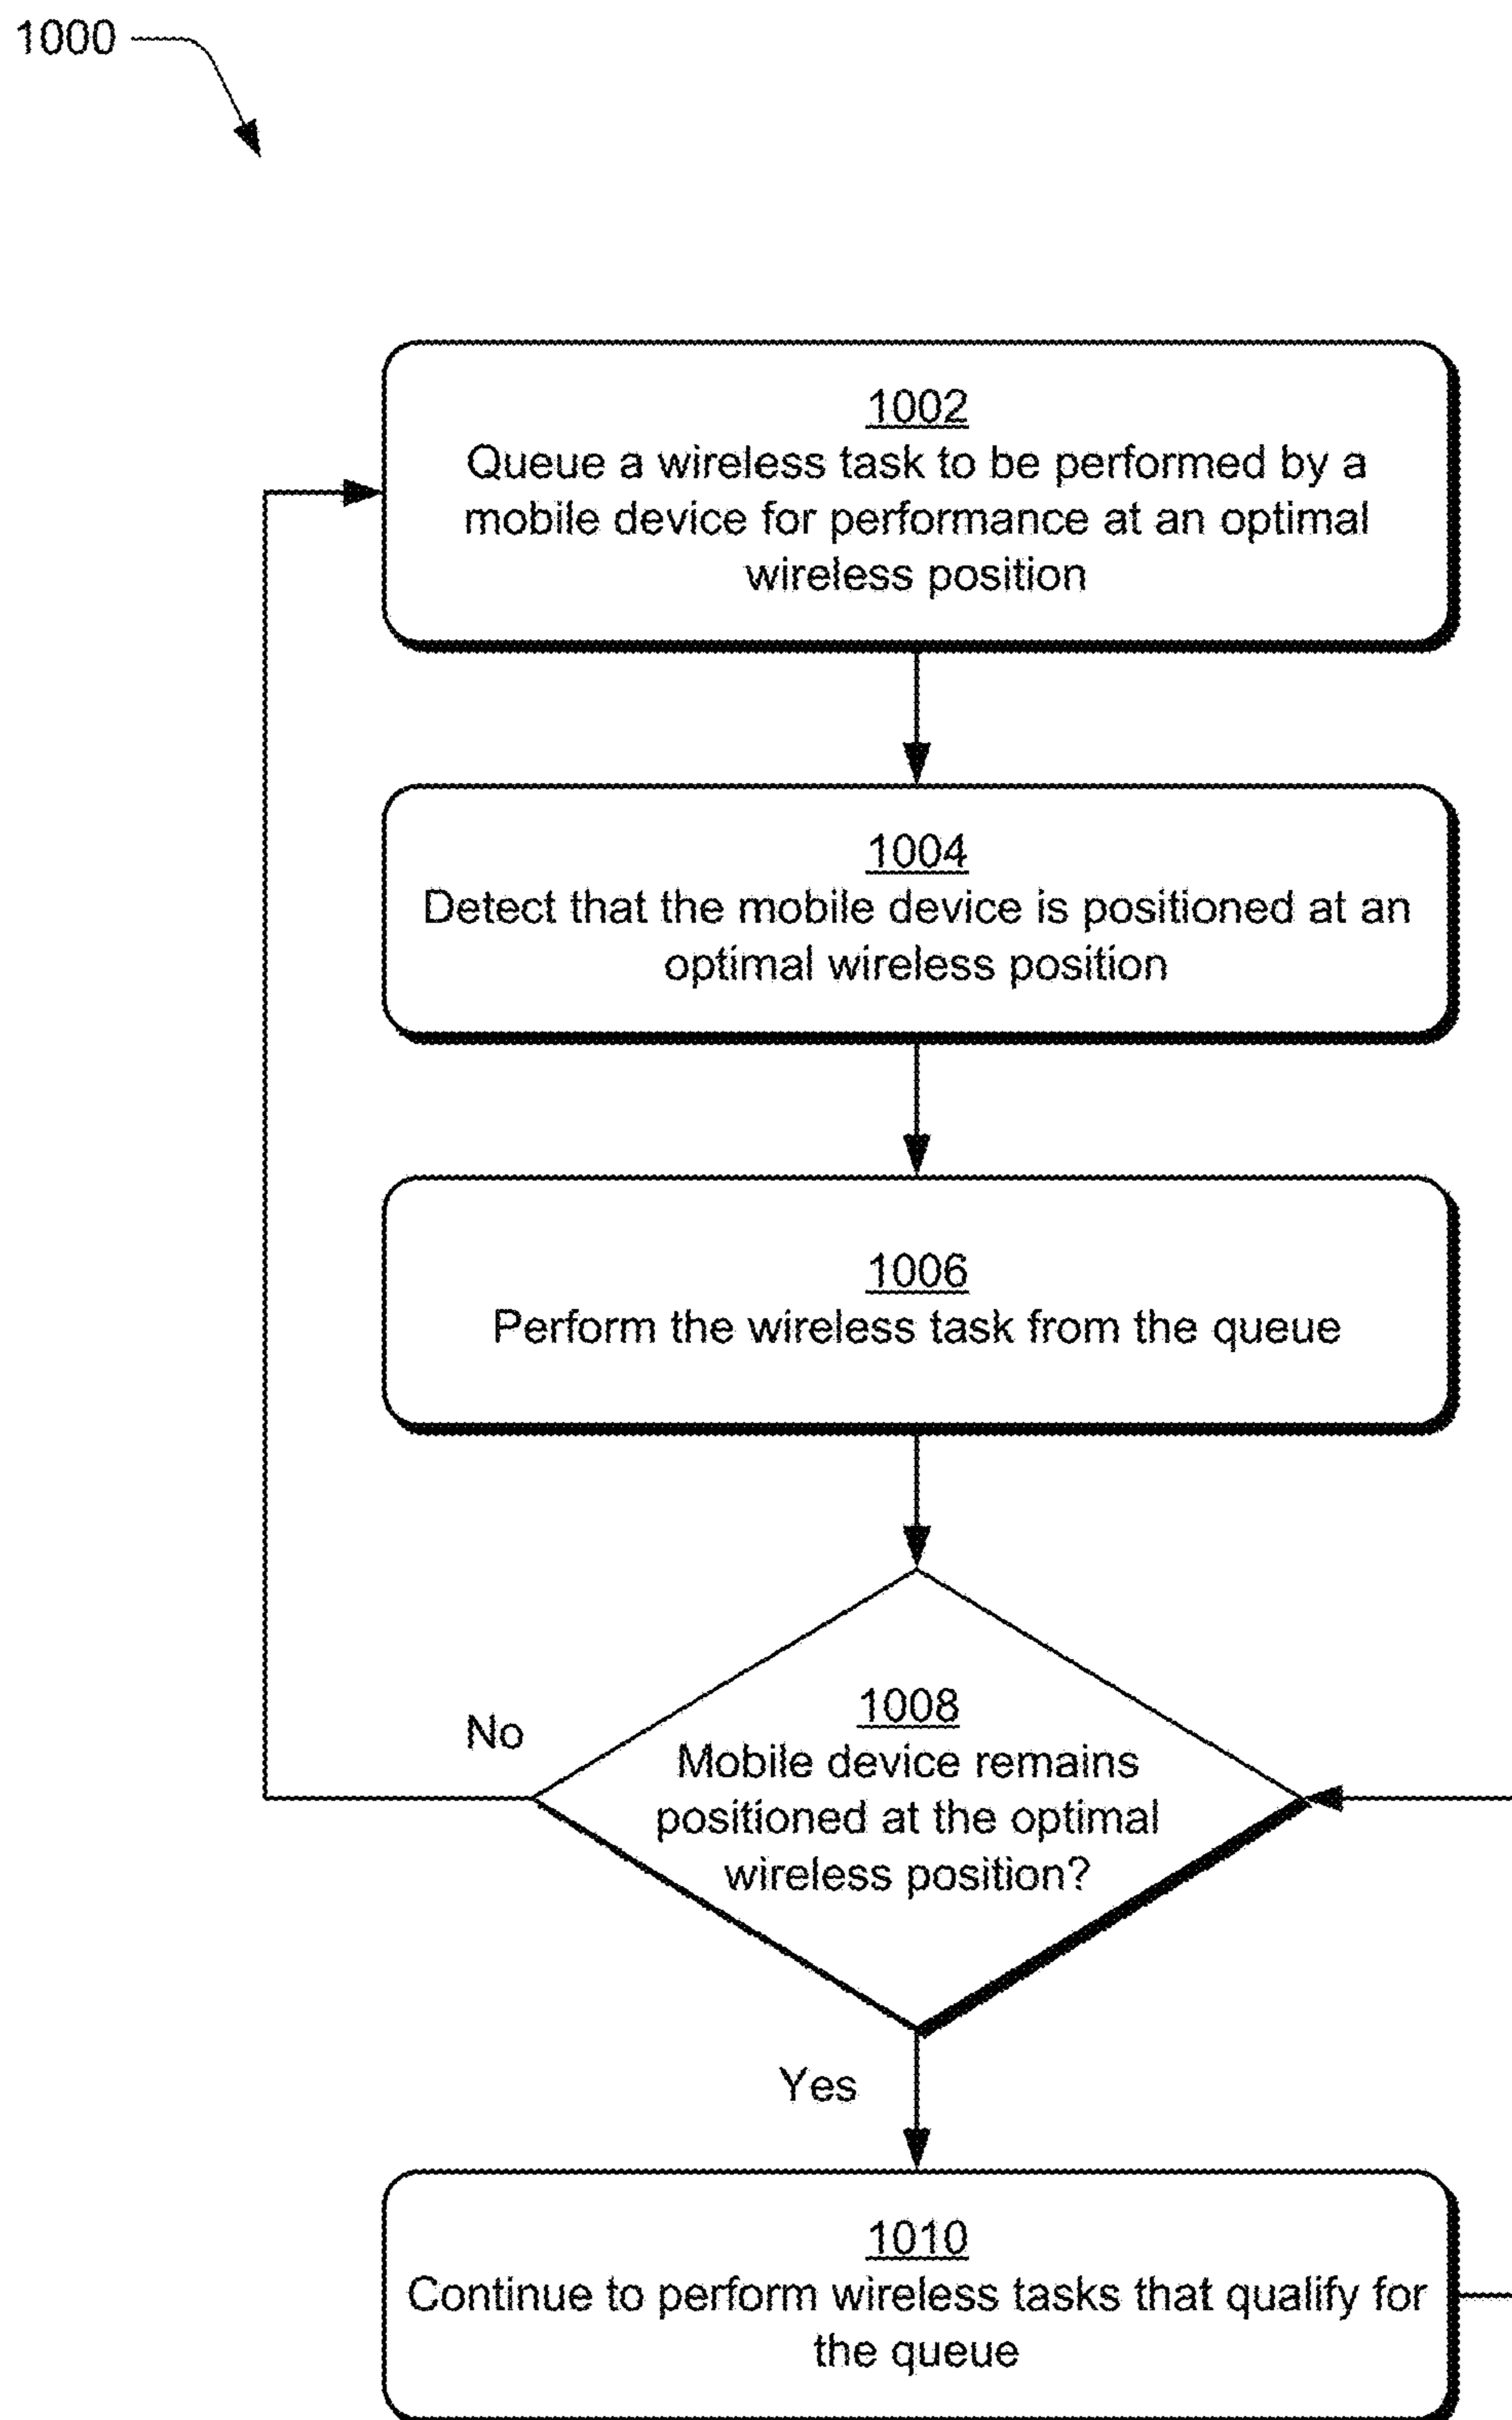 1000
1002
Queue a wireless task to be performed by a
mobile device for performance at an optimal
wireless position
1004
Detect that the mobile device is positioned at an
optimal wireless position
1006
Perform the wireless task from the queue
1008
Mobile device remains
positioned at the optimal
wireless position?
No
Yes
1010
Continue to perform wireless tasks that qualify for
the queue